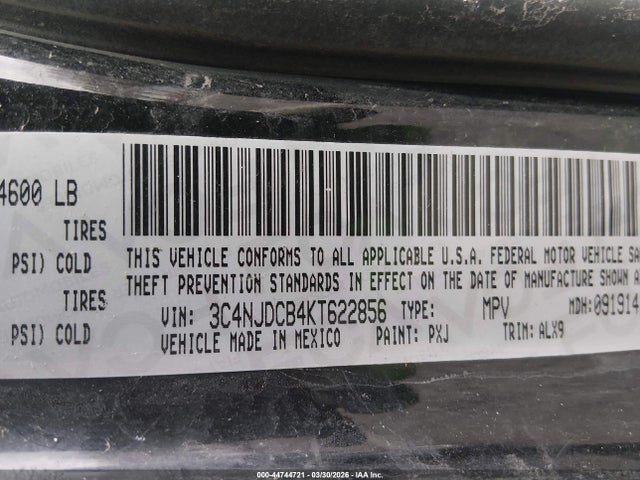 4600 LB
TIRES
PSI) COLD
TIRES
PSI) COLD
THIS VEHICLE CONFORMS TO ALL APPLICABLE U.S.A. FEDERAL MOTOR VEHICLE SA
THEFT PREVENTION STANDARDS IN EFFECT ON THE DATE OF MANUFACTURE SHOWN A
VIN: 3C4NJDCB4KT622856 TYPE: MPV MDH:091914
VEHICLE MADE IN MEXICO PAINT: PXJ TRIM: ALX9
00-44744721 | 03/30/2026 | IAA Inc.